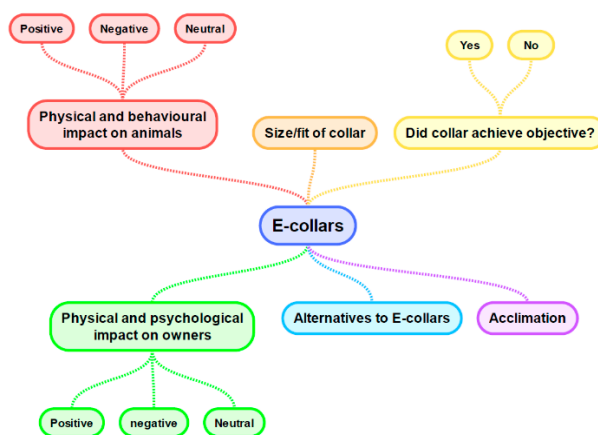 Positive
Negative
Neutral
Yes
No
Physical and behavioural
impact on animals
Size/fit of collar
Did collar achieve objective?
E-collars
Physical and psychological
impact on owners
Alternatives to E-collars
Acclimation
Positive
negative
Neutral